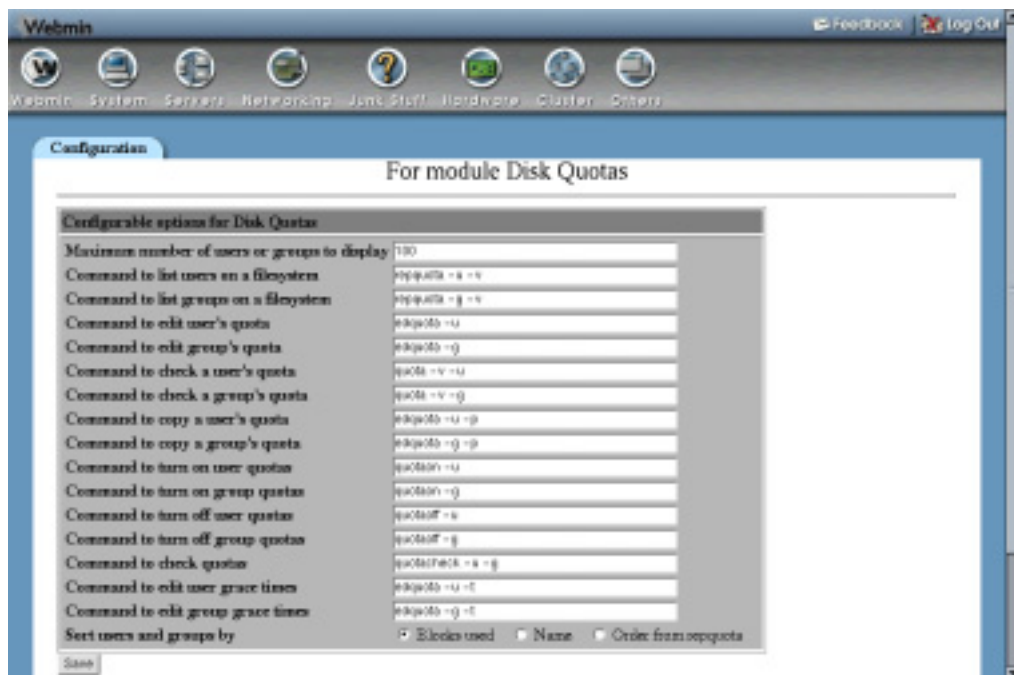 Webmin
Feedback Log Out
Webmin System Servers Networking Junk Stuff Hardware Cluster Others
Configuration
For module Disk Quotas
Configurable options for Disk Quotas
Maximum number of users or groups to display 100
Command to list users on a filesystem repquota -u -v
Command to list groups on a filesystem repquota -g -v
Command to edit user's quota edquota -u
Command to edit group's quota edquota -g
Command to check a user's quota quota -v -u
Command to check a group's quota quota -v -g
Command to copy a user's quota edquota -u -p
Command to copy a group's quota edquota -g -p
Command to turn on user quotas quotaon -u
Command to turn on group quotas quotaon -g
Command to turn off user quotas quotaoff -u
Command to turn off group quotas quotaoff -g
Command to check quotas quotacheck -u -g
Command to edit user grace times edquota -u -t
Command to edit group grace times edquota -g -t
Sort users and groups by Blocks used Name Order from repquota
Save